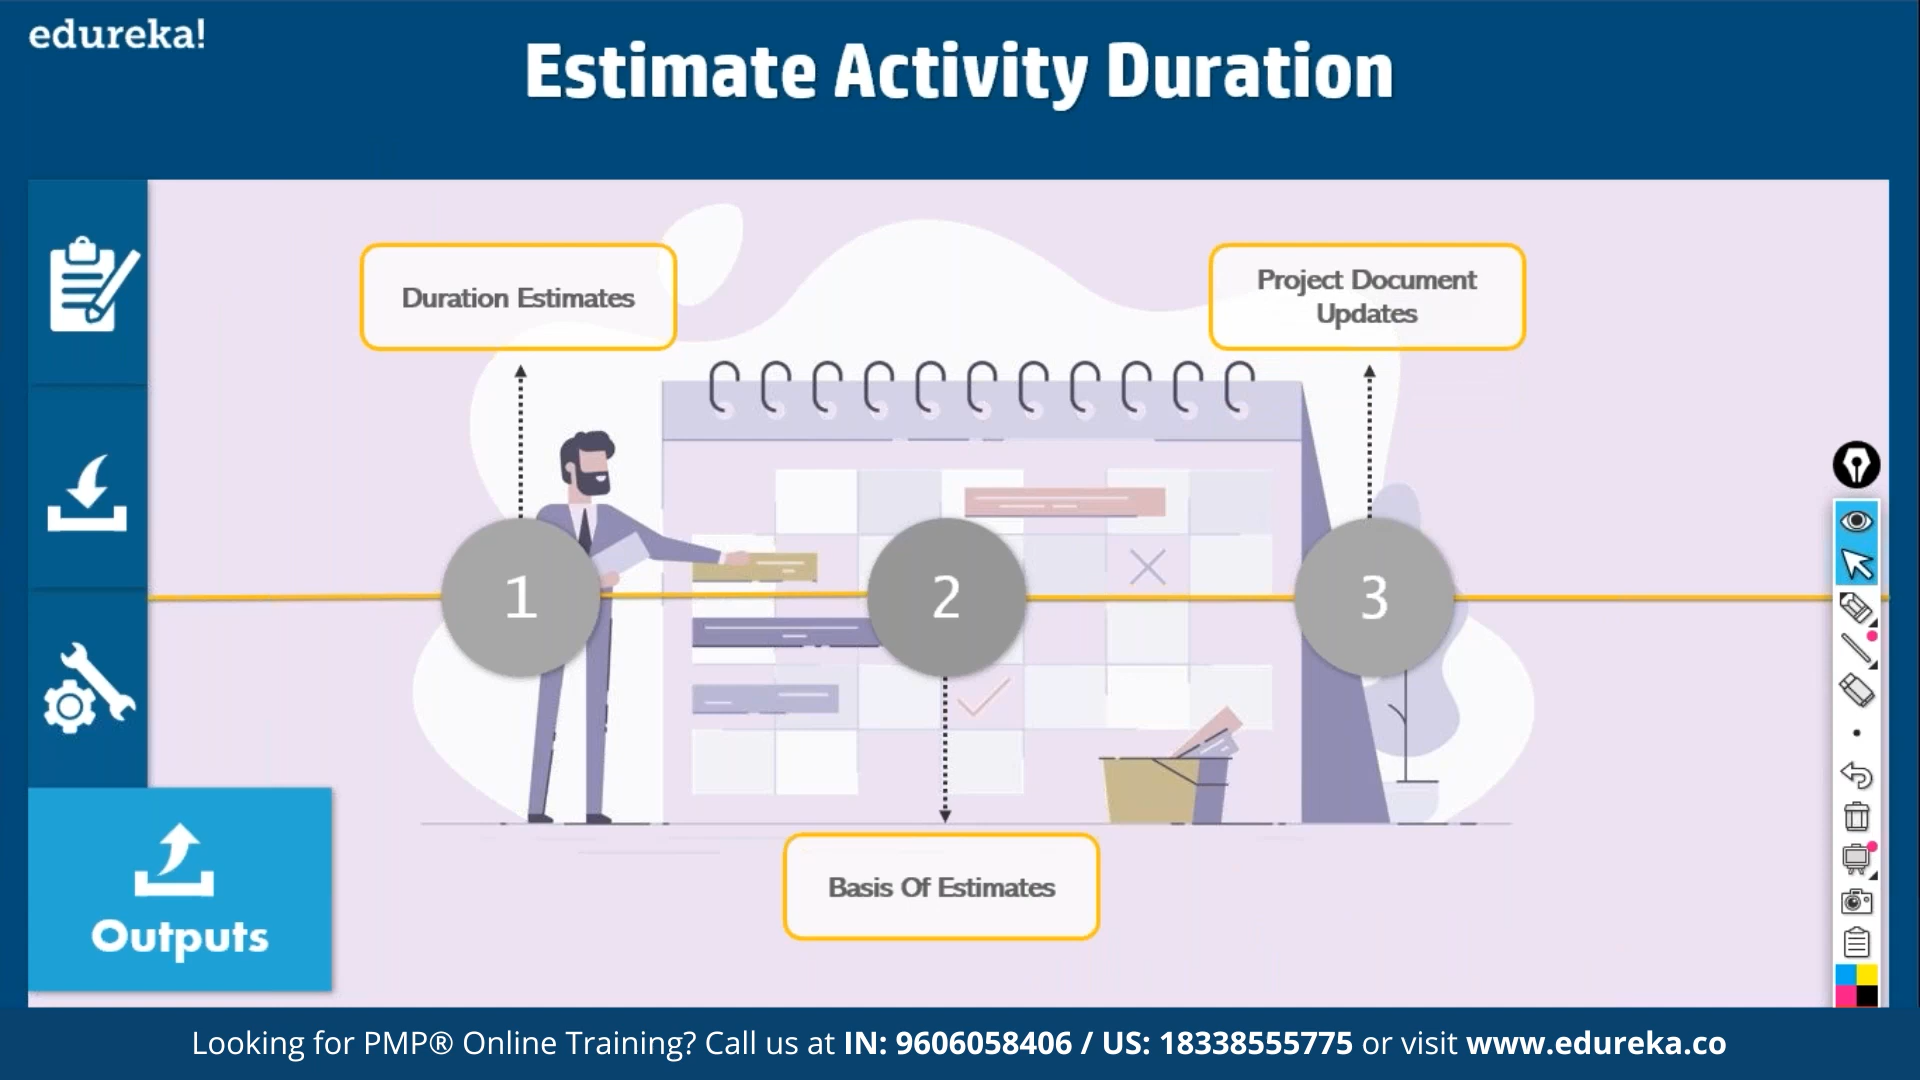 edureka!
Estimate Activity Duration
Duration Estimates
Project Document
Updates
1
2
3
Basis Of Estimates
Outputs
Looking for PMP® Online Training? Call us at IN: 9606058406 / US: 18338555775 or visit www.edureka.co